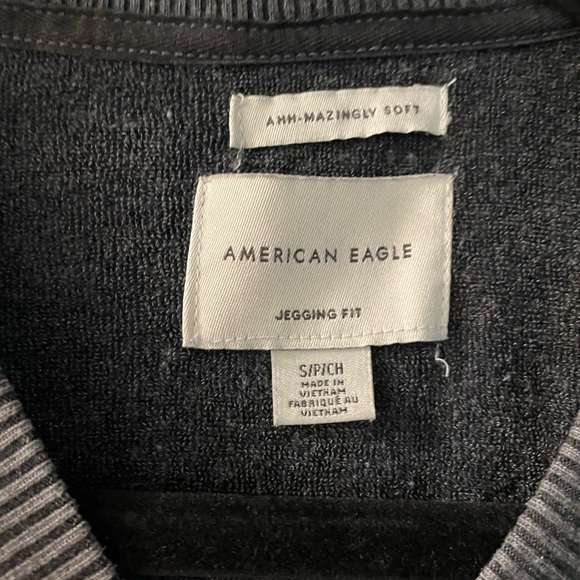 AHH-MAZINGLY SOFT
AMERICAN EAGLE
JEGGING FIT
S/P/CH
MADE IN
VIETNAM
FABRIQUÉ AU
VIETNAM